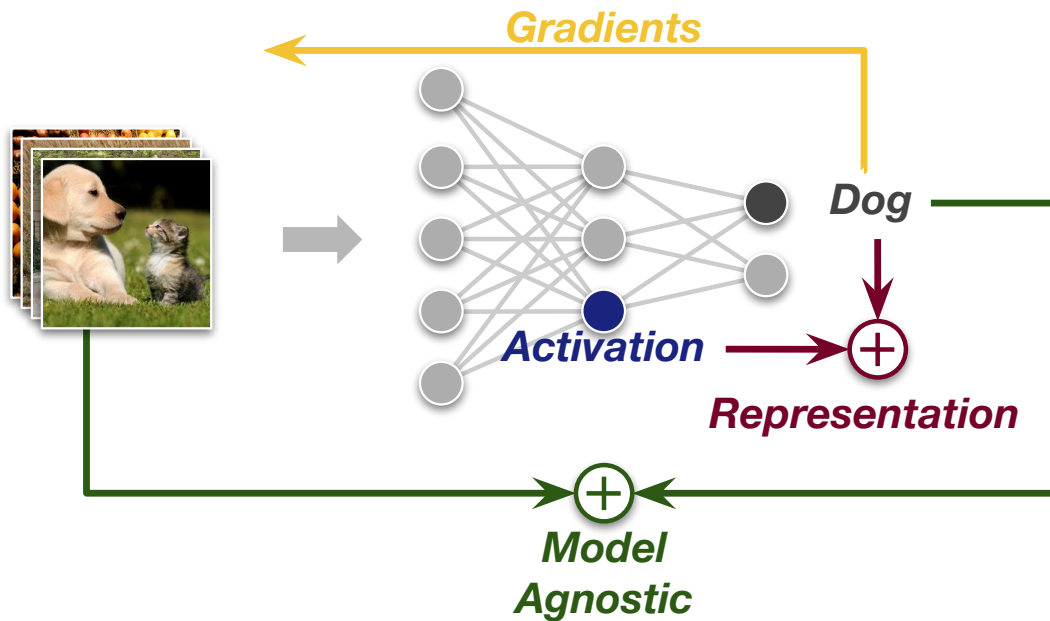 Gradients
Dog
Activation
Representation
Model
Agnostic